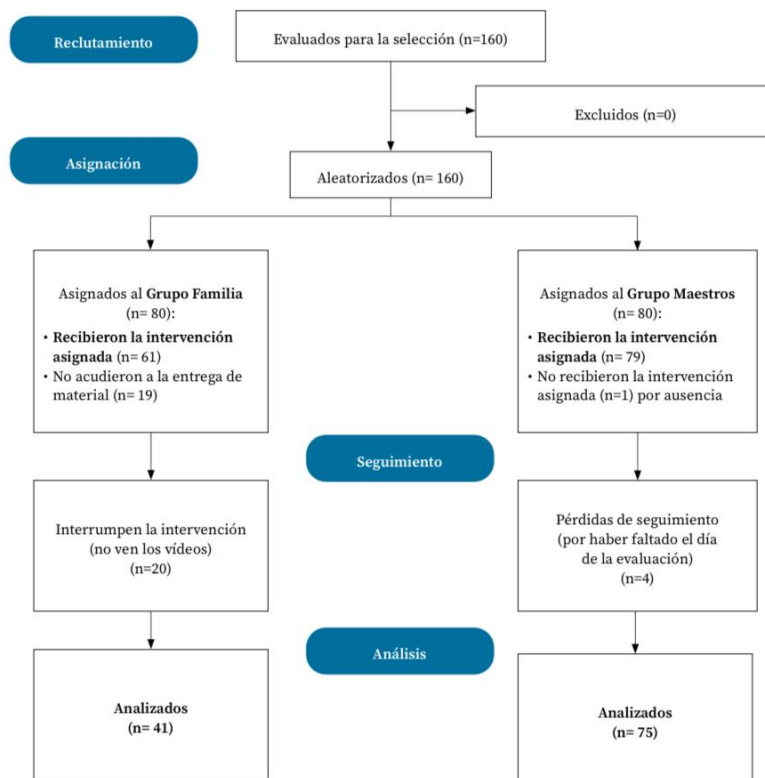 Reclutamiento
Evaluados para la selección (n=160)
Excluidos (n=0)
Asignación
Aleatorizados (n= 160)
Asignados al Grupo Familia
(n= 80):
• Recibieron la intervención
asignada (n= 61)
• No acudieron a la entrega de
material (n= 19)
Asignados al Grupo Maestros
(n= 80):
• Recibieron la intervención
asignada (n= 79)
• No recibieron la intervención
asignada (n=1) por ausencia
Seguimiento
Interrumpen la intervención
(no ven los vídeos)
(n=20)
Pérdidas de seguimiento
(por haber faltado el día
de la evaluación)
(n=4)
Análisis
Analizados
(n= 41)
Analizados
(n= 75)